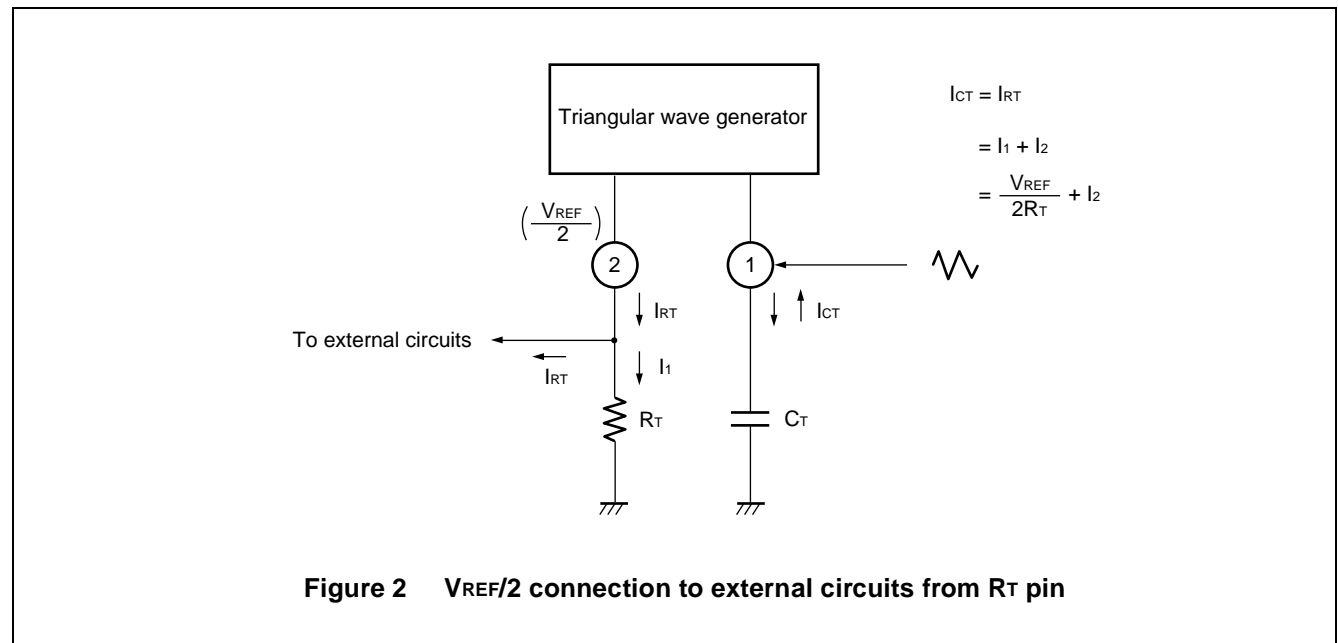 Triangular wave generator
ICT = IRT
= I1 + I2
= VREF / 2RT + I2
(VREF / 2)
2
1
IRT
ICT
To external circuits
IRT
I1
RT
CT
Figure 2 VREF/2 connection to external circuits from RT pin